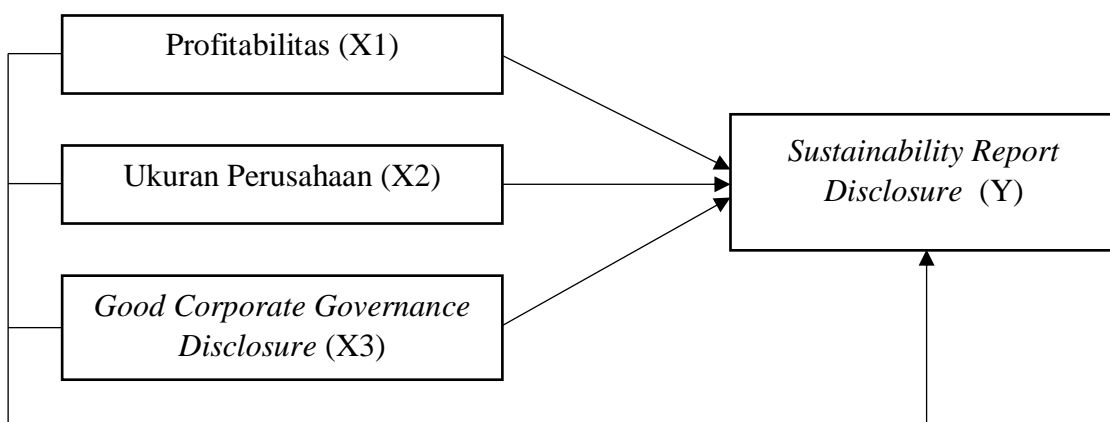 Profitabilitas (X1)
Ukuran Perusahaan (X2)
Good Corporate Governance
Disclosure (X3)
Sustainability Report
Disclosure (Y)